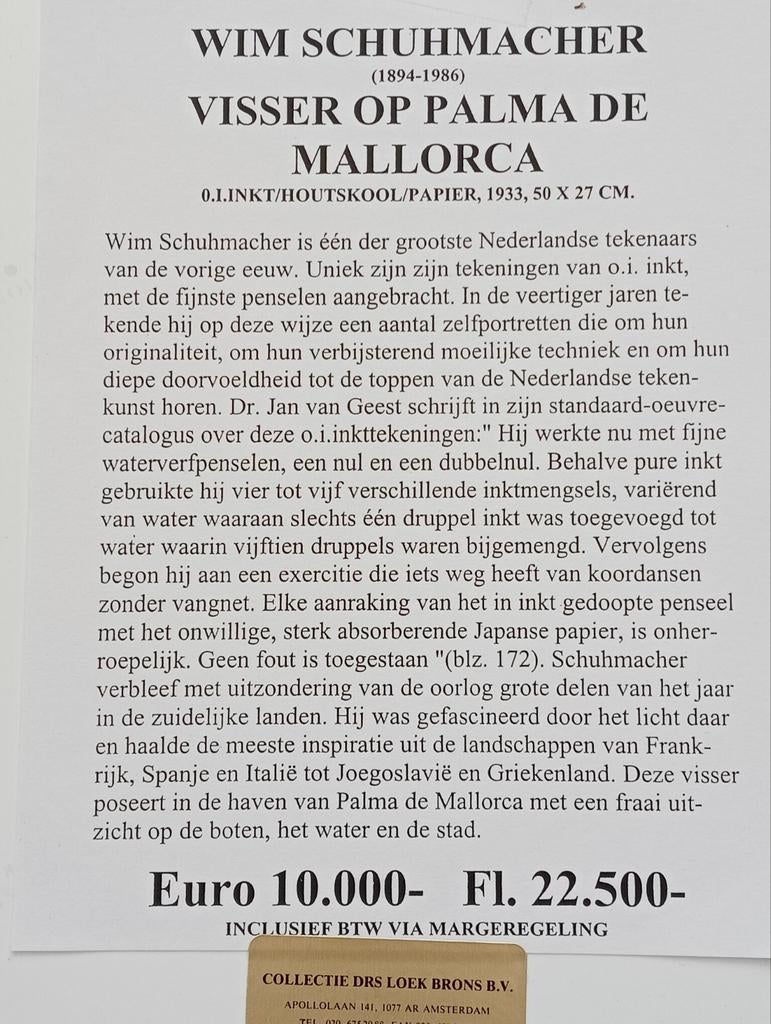 WIM SCHUHMACHER
(1894-1986)
VISSER OP PALMA DE
MALLORCA
0.I.INKT/HOUTSKOOL/PAPIER, 1933, 50 X 27 CM.
Wim Schuhmacher is één der grootste Nederlandse tekenaars
van de vorige eeuw. Uniek zijn zijn tekeningen van o.i. inkt,
met de fijnste penselen aangebracht. In de veertiger jaren te-
kende hij op deze wijze een aantal zelfportretten die om hun
originaliteit, om hun verbijsterend moeilijke techniek en om hun
diepe doorvoeldheid tot de toppen van de Nederlandse teken-
kunst horen. Dr. Jan van Geest schrijft in zijn standaard-oeuvre-
catalogus over deze o.i.inkttekeningen:" Hij werkte nu met fijne
waterverfpenselen, een nul en een dubbelnul. Behalve pure inkt
gebruikte hij vier tot vijf verschillende inktmengsels, variërend
van water waaraan slechts één druppel inkt was toegevoegd tot
water waarin vijftien druppels waren bijgemengd. Vervolgens
begon hij aan een exercitie die iets weg heeft van koordansen
zonder vangnet. Elke aanraking van het in inkt gedoopte penseel
met het onwillige, sterk absorberende Japanse papier, is onher-
roepelijk. Geen fout is toegestaan "(blz. 172). Schuhmacher
verbleef met uitzondering van de oorlog grote delen van het jaar
in de zuidelijke landen. Hij was gefascineerd door het licht daar
en haalde de meeste inspiratie uit de landschappen van Frank-
rijk, Spanje en Italië tot Joegoslavië en Griekenland. Deze visser
poseert in de haven van Palma de Mallorca met een fraai uit-
zicht op de boten, het water en de stad.
Euro 10.000- Fl. 22.500-
INCLUSIEF BTW VIA MARGEREGELING
COLLECTIE DRS LOEK BRONS B.V.
APOLLOLAAN 141, 1077 AR AMSTERDAM
TEL. 020